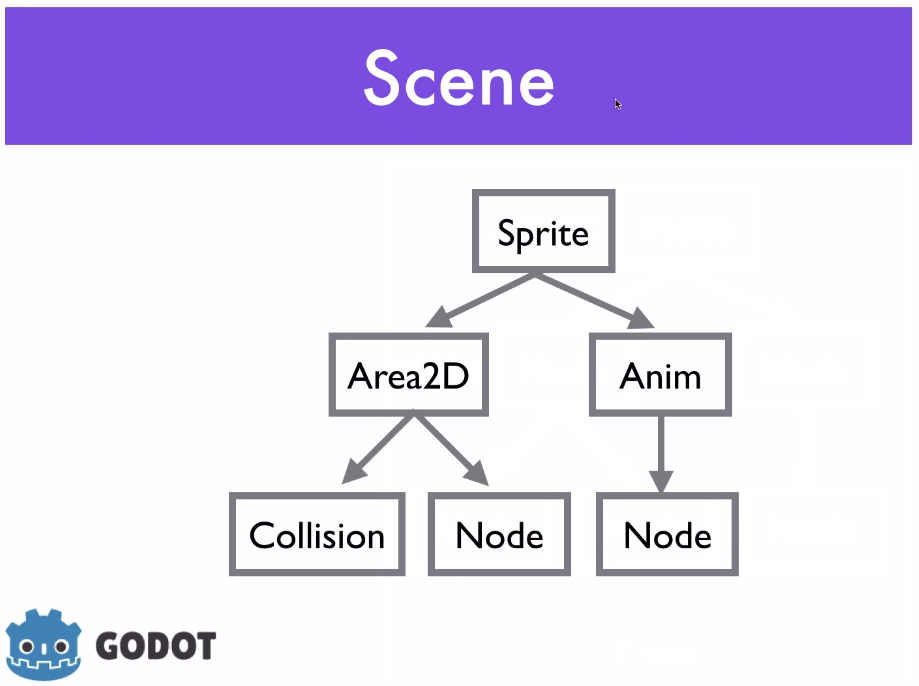 Scene
Sprite
Area2D
Anim
Collision
Node
Node
GODOT